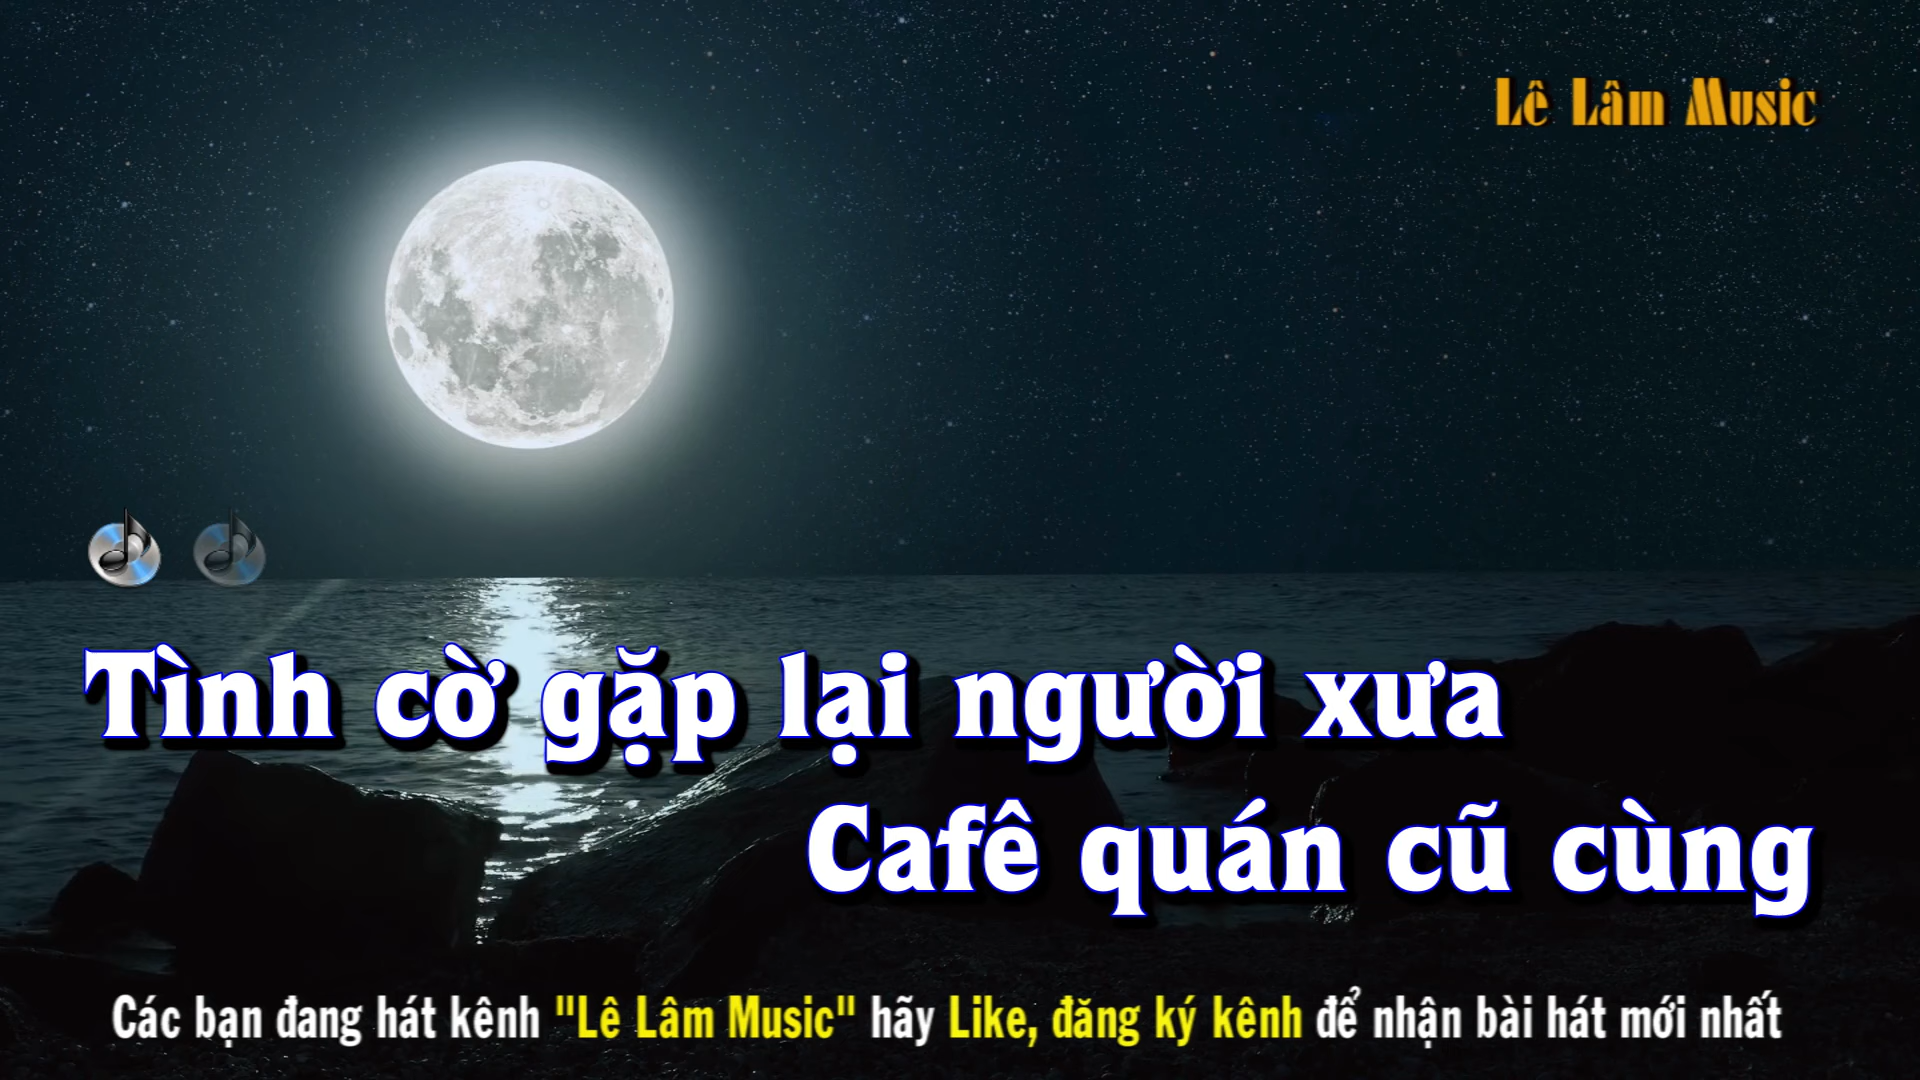 Lê Lâm Music
Tình cờ gặp lại người xưa
Cafê quán cũ cùng
Các bạn đang hát kênh "Lê Lâm Music" hãy Like, đăng ký kênh để nhận bài hát mới nhất